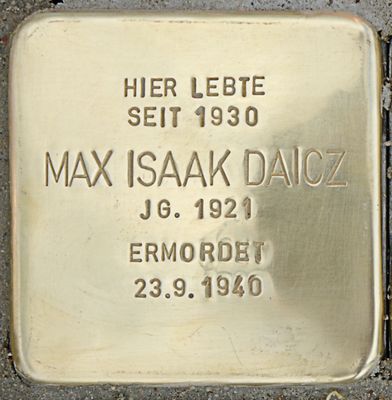 HIER LEBTE
SEIT 1930
MAX ISAAK DAICZ
JG. 1921
ERMORDET
23.9.1940